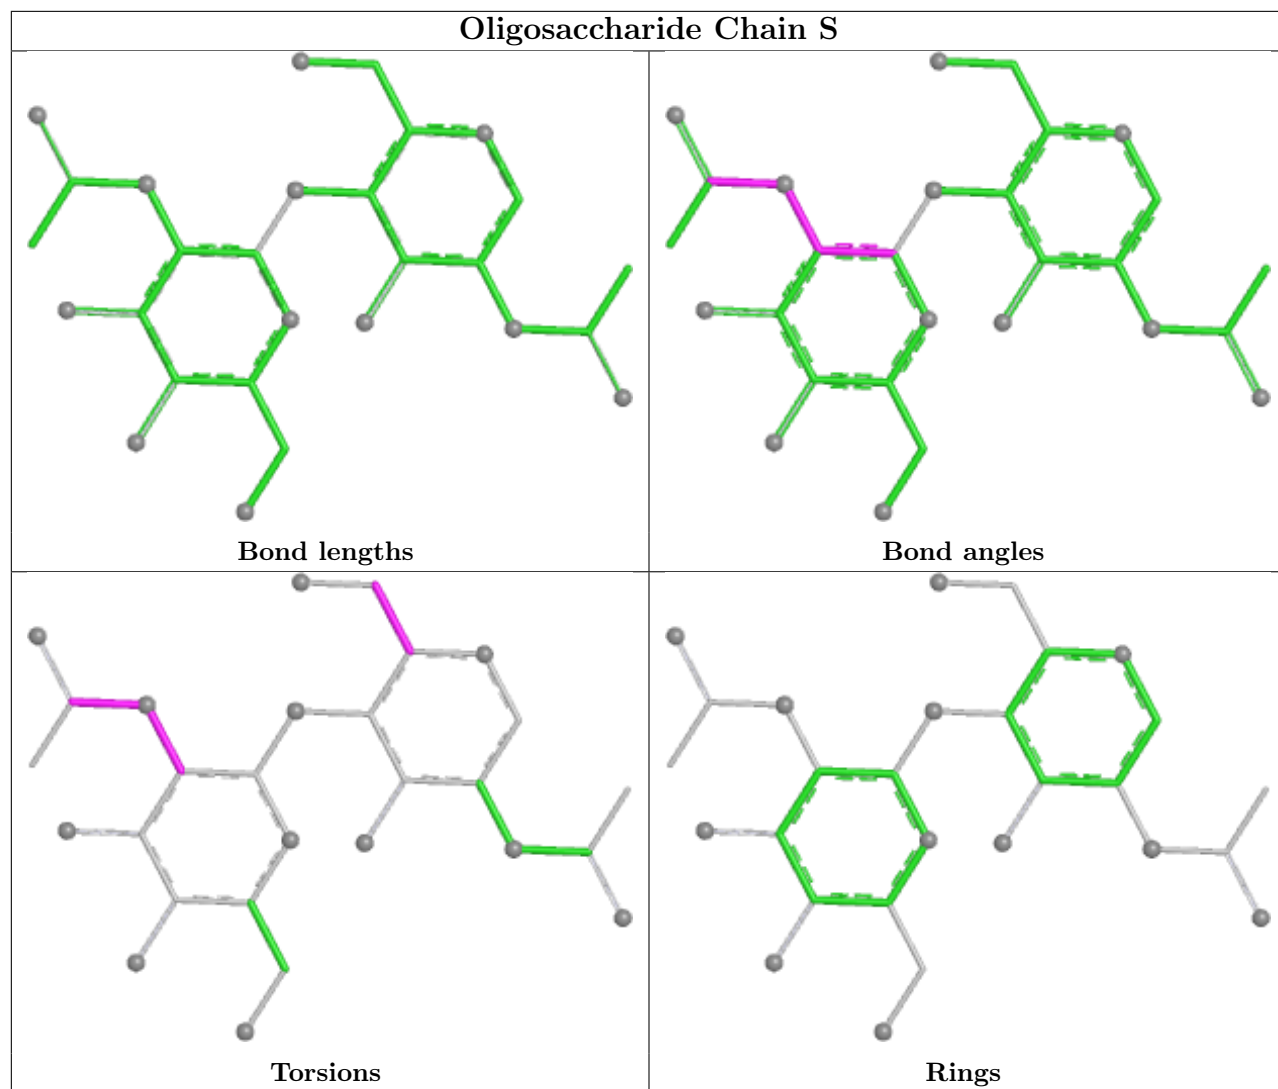 Oligosaccharide Chain S
Bond lengths
Bond angles
Torsions
Rings